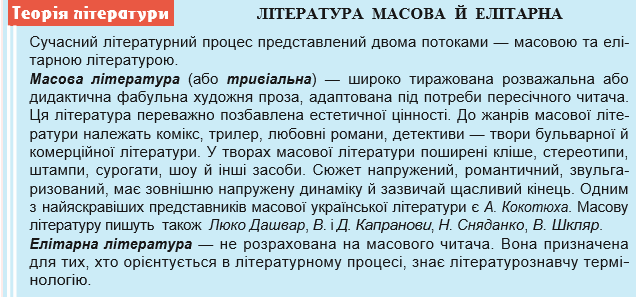 Теорія літератури
ЛІТЕРАТУРА МАСОВА Й ЕЛІТАРНА
Сучасний літературний процес представлений двома потоками — масовою та елі-
тарною літературою.
Масова література (або тривіальна) — широко тиражована розважальна або
дидактична фабульна художня проза, адаптована під потреби пересічного читача.
Ця література переважно позбавлена естетичної цінності. До жанрів масової літе-
ратури належать комікс, трилер, любовні романи, детективи — твори бульварної й
комерційної літератури. У творах масової літератури поширені кліше, стереотипи,
штампи, сурогати, шоу й інші засоби. Сюжет напружений, романтичний, звульга-
ризований, має зовнішню напружену динаміку й зазвичай щасливий кінець. Одним
з найяскравіших представників масової української літератури є А. Кокотюха. Масову
літературу пишуть також Люко Дашвар, В. і Д. Капранови, Н. Сняданко, В. Шкляр.
Елітарна література — не розрахована на масового читача. Вона призначена
для тих, хто орієнтується в літературному процесі, знає літературознавчу термі-
нологію.